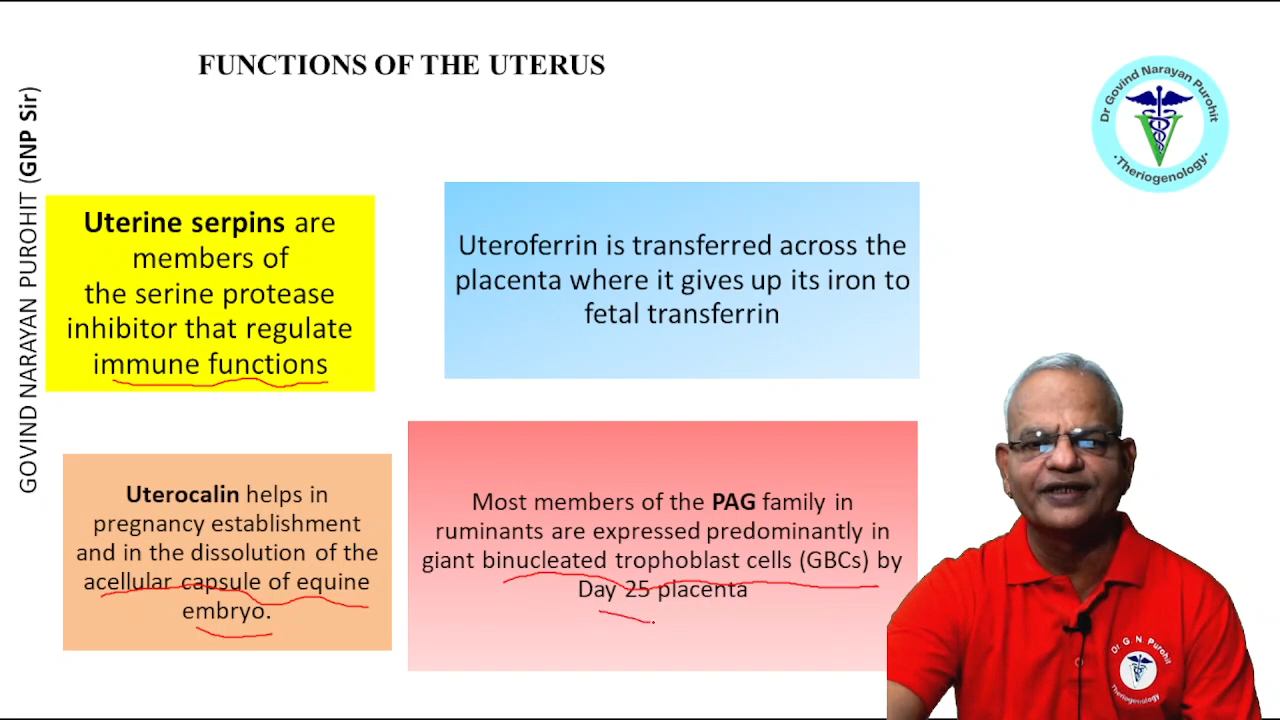 FUNCTIONS OF THE UTERUS
GOVIND NARAYAN PUROHIT (GNP Sir)
Dr Govind Narayan Purohit
·Theriogenology·
Uterine serpins are
members of
the serine protease
inhibitor that regulate
immune functions
Uteroferrin is transferred across the
placenta where it gives up its iron to
fetal transferrin
Uterocalin helps in
pregnancy establishment
and in the dissolution of the
acellular capsule of equine
embryo.
Most members of the PAG family in
ruminants are expressed predominantly in
giant binucleated trophoblast cells (GBCs) by
Day 25 placenta
Dr. G. N. Purohit
Theriogenology